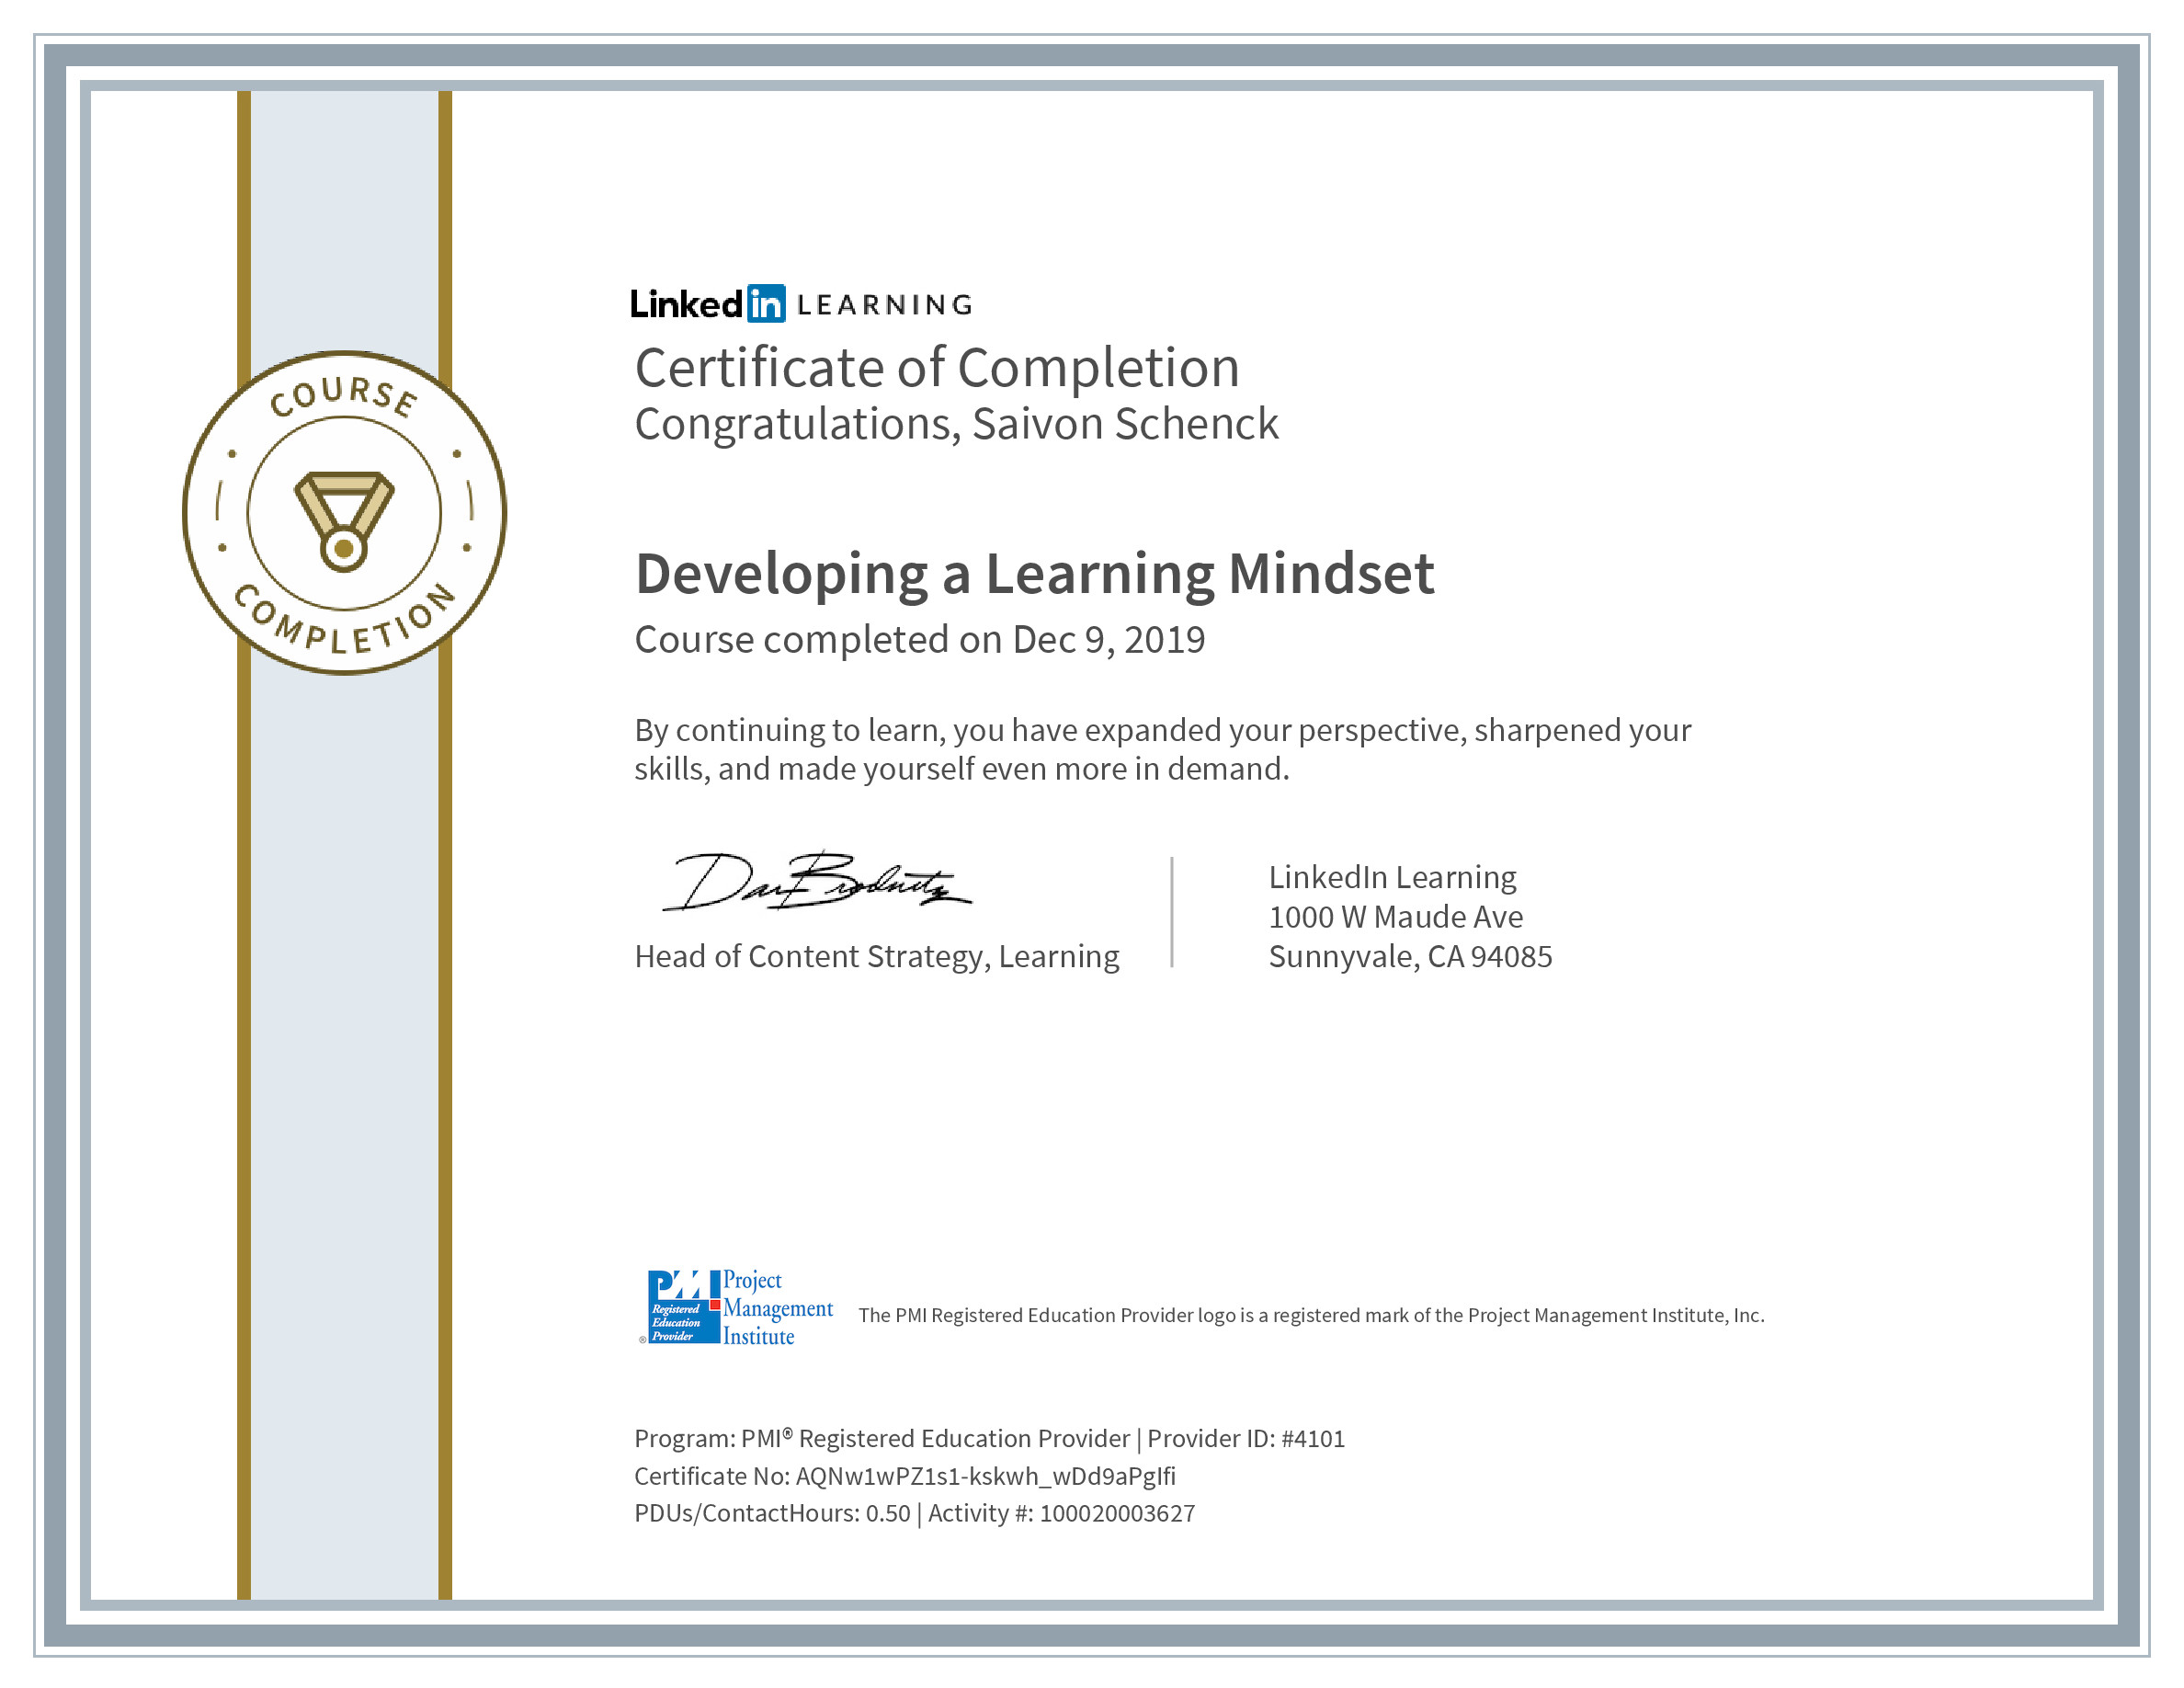 COURSE
COMPLETION
Linked in LEARNING
Certificate of Completion
Congratulations, Saivon Schenck
Developing a Learning Mindset
Course completed on Dec 9, 2019
By continuing to learn, you have expanded your perspective, sharpened your
skills, and made yourself even more in demand.
Head of Content Strategy, Learning
LinkedIn Learning
1000 W Maude Ave
Sunnyvale, CA 94085
PMI
Registered
Education
Provider
®
Project
Management
Institute
The PMI Registered Education Provider logo is a registered mark of the Project Management Institute, Inc.
Program: PMI® Registered Education Provider | Provider ID: #4101
Certificate No: AQNw1wPZ1s1-kskwh_wDd9aPgIfi
PDUs/ContactHours: 0.50 | Activity #: 100020003627